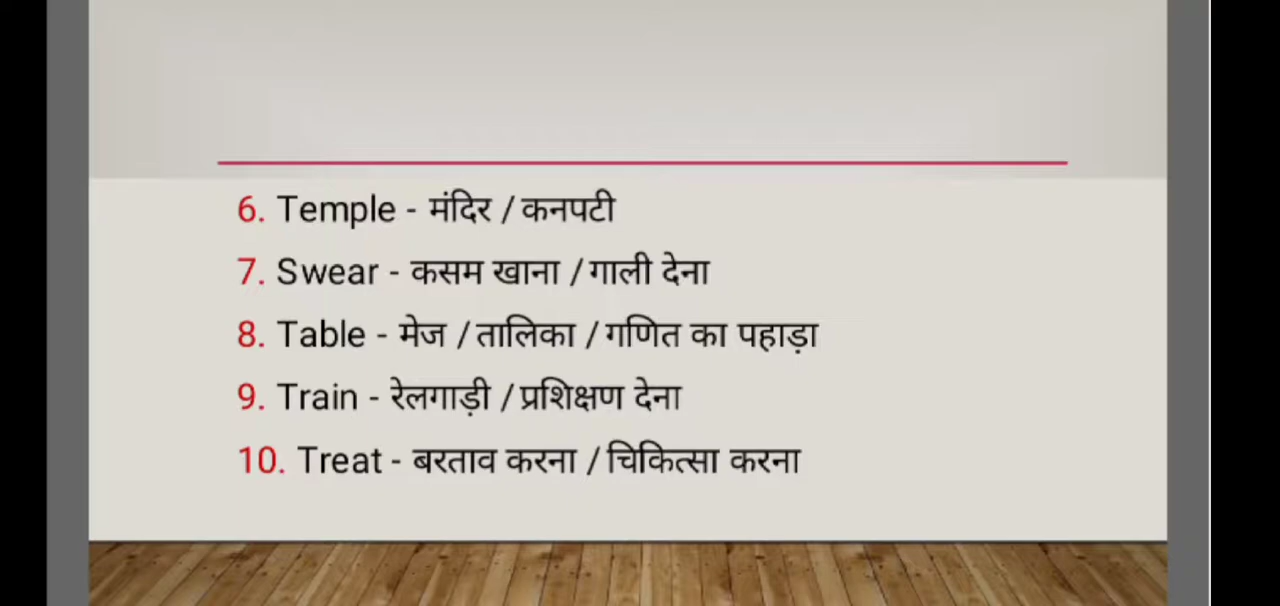 6. Temple - मंदिर / कनपटी
7. Swear - कसम खाना / गाली देना
8. Table - मेज / तालिका / गणित का पहाड़ा
9. Train - रेलगाड़ी / प्रशिक्षण देना
10. Treat - बरताव करना / चिकित्सा करना